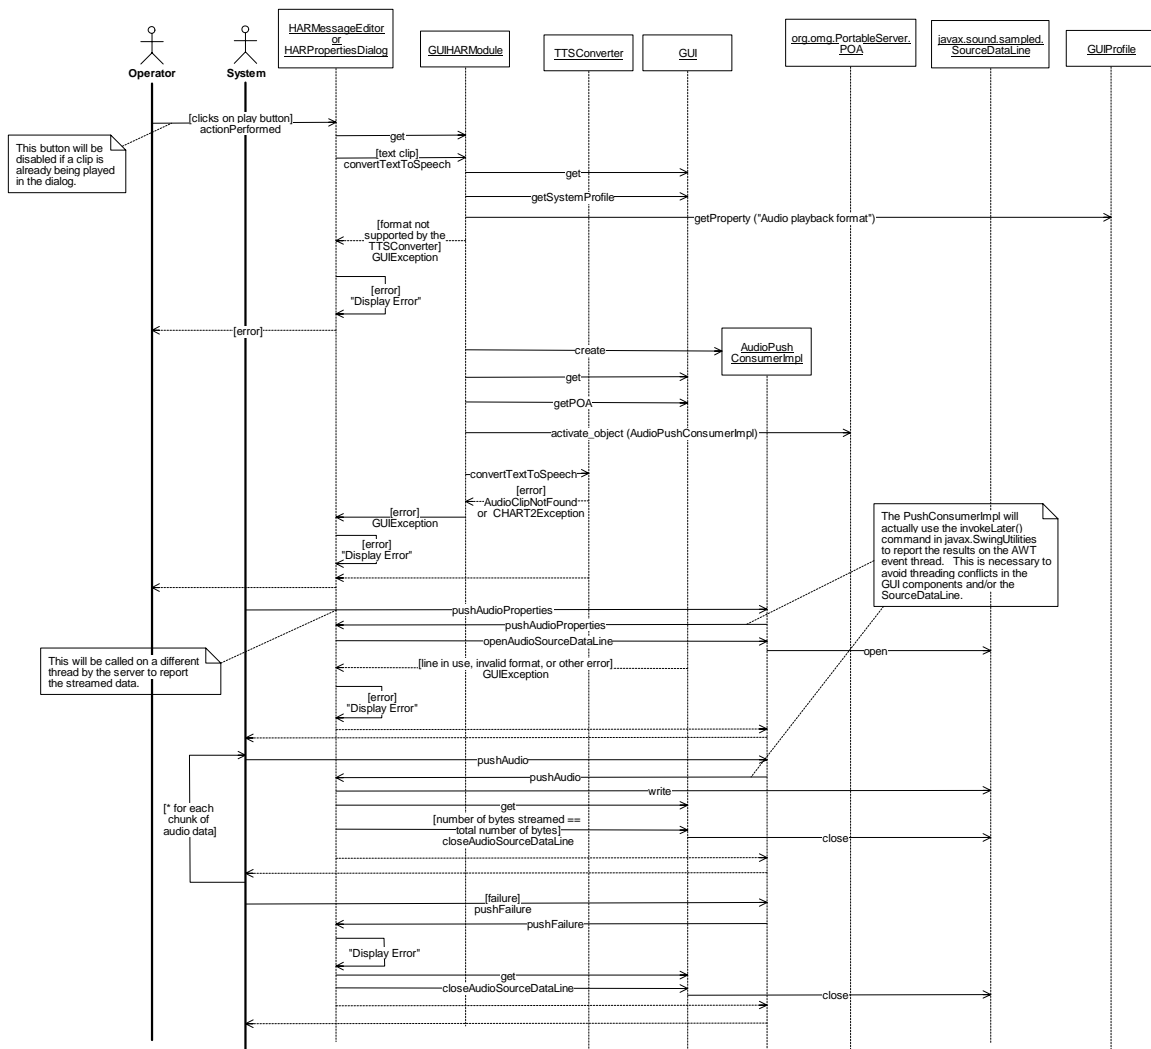 HARMessageEditor
or
HARPropertiesDialog
GUIHARModule
TTSConverter
GUI
org.omg.PortableServer.
POA
javax.sound.sampled.
SourceDataLine
GUIProfile
Operator
System
[clicks on play button]
actionPerformed
This button will be
disabled if a clip is
already being played
in the dialog.
get
[text clip]
convertTextToSpeech
get
getSystemProfile
getProperty ("Audio playback format")
[format not
supported by the
TTSConverter]
GUIException
[error]
"Display Error"
[error]
create
AudioPush
ConsumerImpl
get
getPOA
activate_object (AudioPushConsumerImpl)
convertTextToSpeech
[error]
AudioClipNotFound
or CHART2Exception
[error]
GUIException
[error]
"Display Error"
The PushConsumerImpl will
actually use the invokeLater()
command in javax.SwingUtilities
to report the results on the AWT
event thread. This is necessary to
avoid threading conflicts in the
GUI components and/or the
SourceDataLine.
pushAudioProperties
pushAudioProperties
openAudioSourceDataLine
open
This will be called on a different
thread by the server to report
the streamed data.
[line in use, invalid format, or other error]
GUIException
[error]
"Display Error"
pushAudio
pushAudio
write
[* for each
chunk of
audio data]
get
[number of bytes streamed ==
total number of bytes]
closeAudioSourceDataLine
close
[failure]
pushFailure
pushFailure
"Display Error"
get
closeAudioSourceDataLine
close